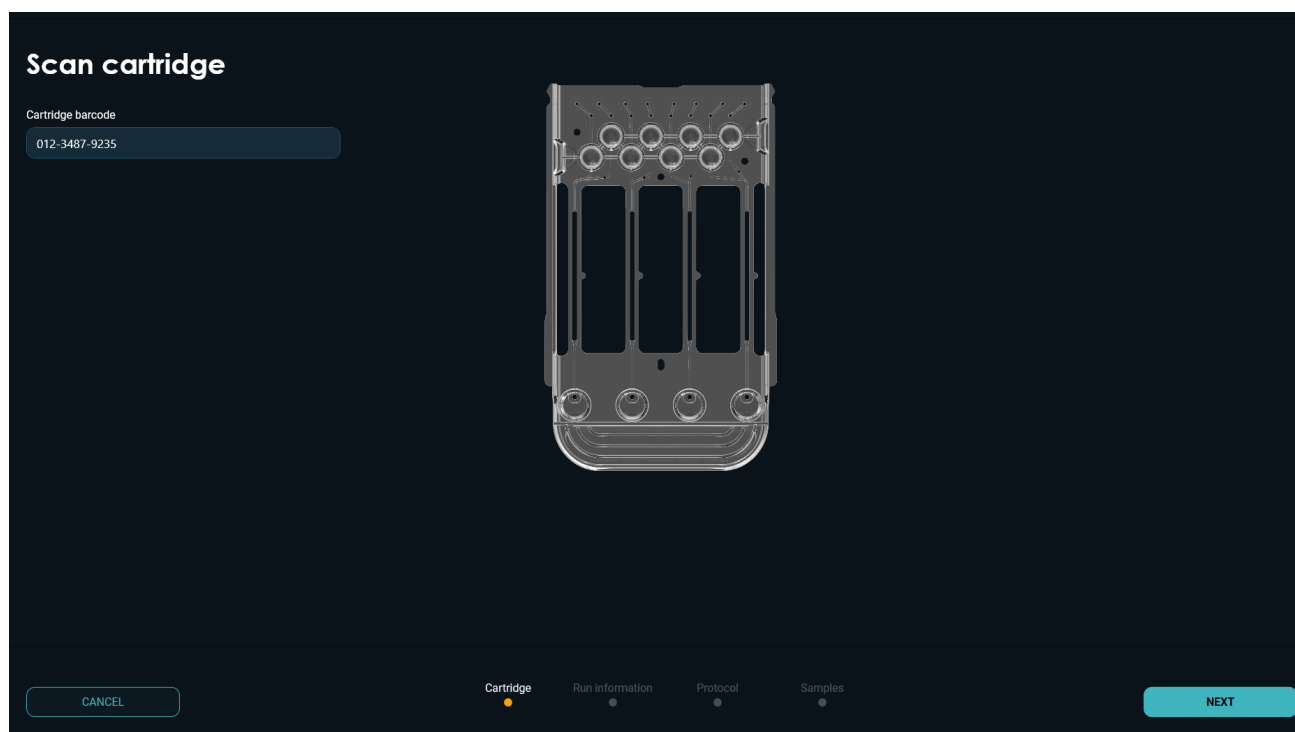 Scan cartridge
Cartridge barcode
012-3487-9235
CANCEL
Cartridge
Run information
Protocol
Samples
NEXT